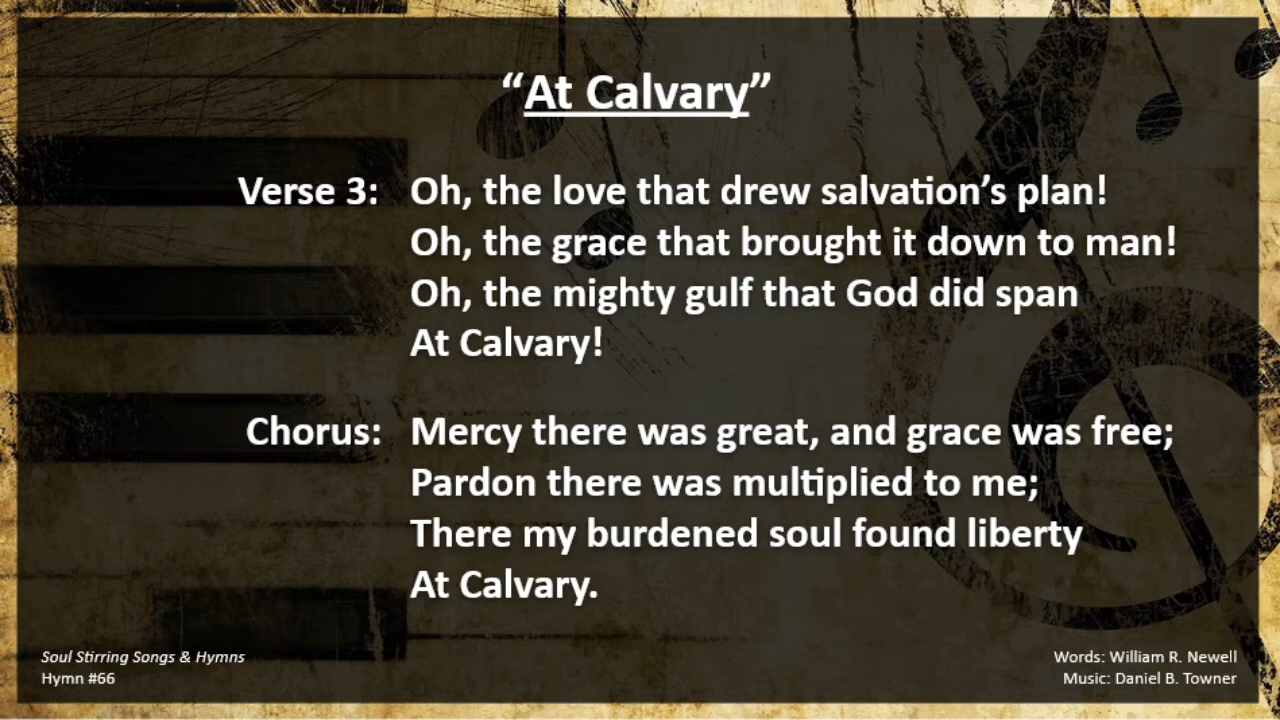 “At Calvary”
Verse 3: Oh, the love that drew salvation’s plan!
Oh, the grace that brought it down to man!
Oh, the mighty gulf that God did span
At Calvary!
Chorus: Mercy there was great, and grace was free;
Pardon there was multiplied to me;
There my burdened soul found liberty
At Calvary.
Soul Stirring Songs & Hymns
Hymn #66
Words: William R. Newell
Music: Daniel B. Towner